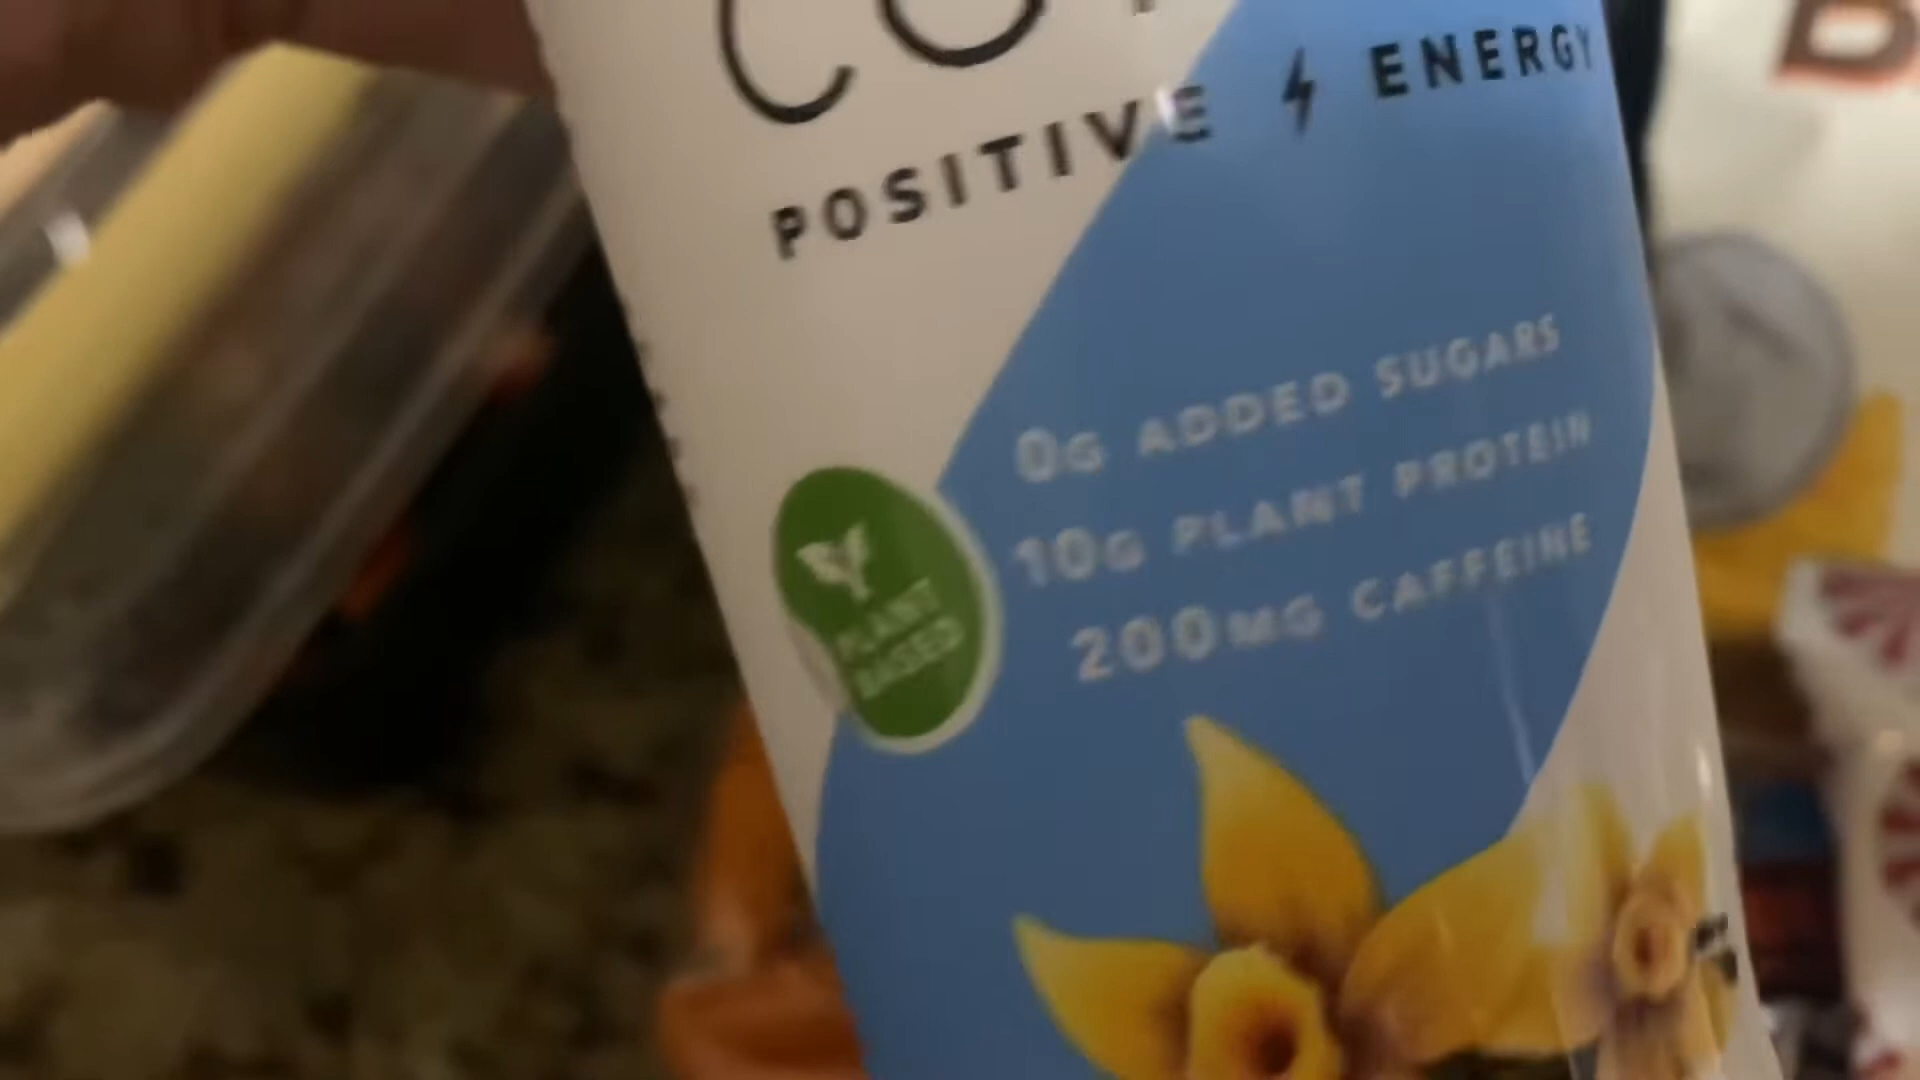 POSITIVE ENERGY
0G ADDED SUGARS
10G PLANT PROTEIN
200MG CAFFEINE
PLANT
BASED